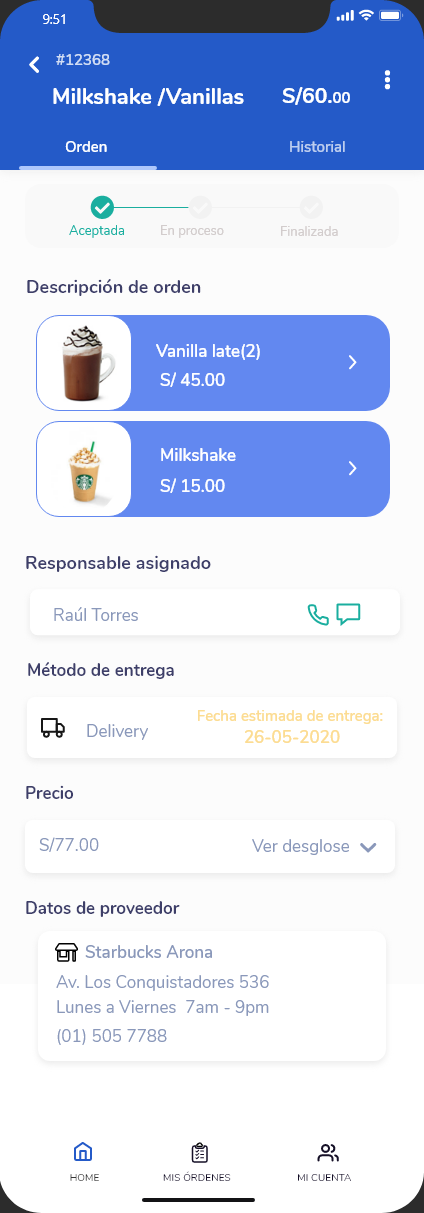 9:51
#12368
Milkshake /Vanillas S/60.00
Orden Historial
Aceptada En proceso Finalizada
Descripción de orden
Vanilla late(2)
S/ 45.00
Milkshake
S/ 15.00
Responsable asignado
Raúl Torres
Método de entrega
Fecha estimada de entrega:
Delivery 26-05-2020
Precio
S/77.00 Ver desglose
Datos de proveedor
Starbucks Arona
Av. Los Conquistadores 536
Lunes a Viernes 7am - 9pm
(01) 505 7788
HOME MIS ÓRDENES MI CUENTA